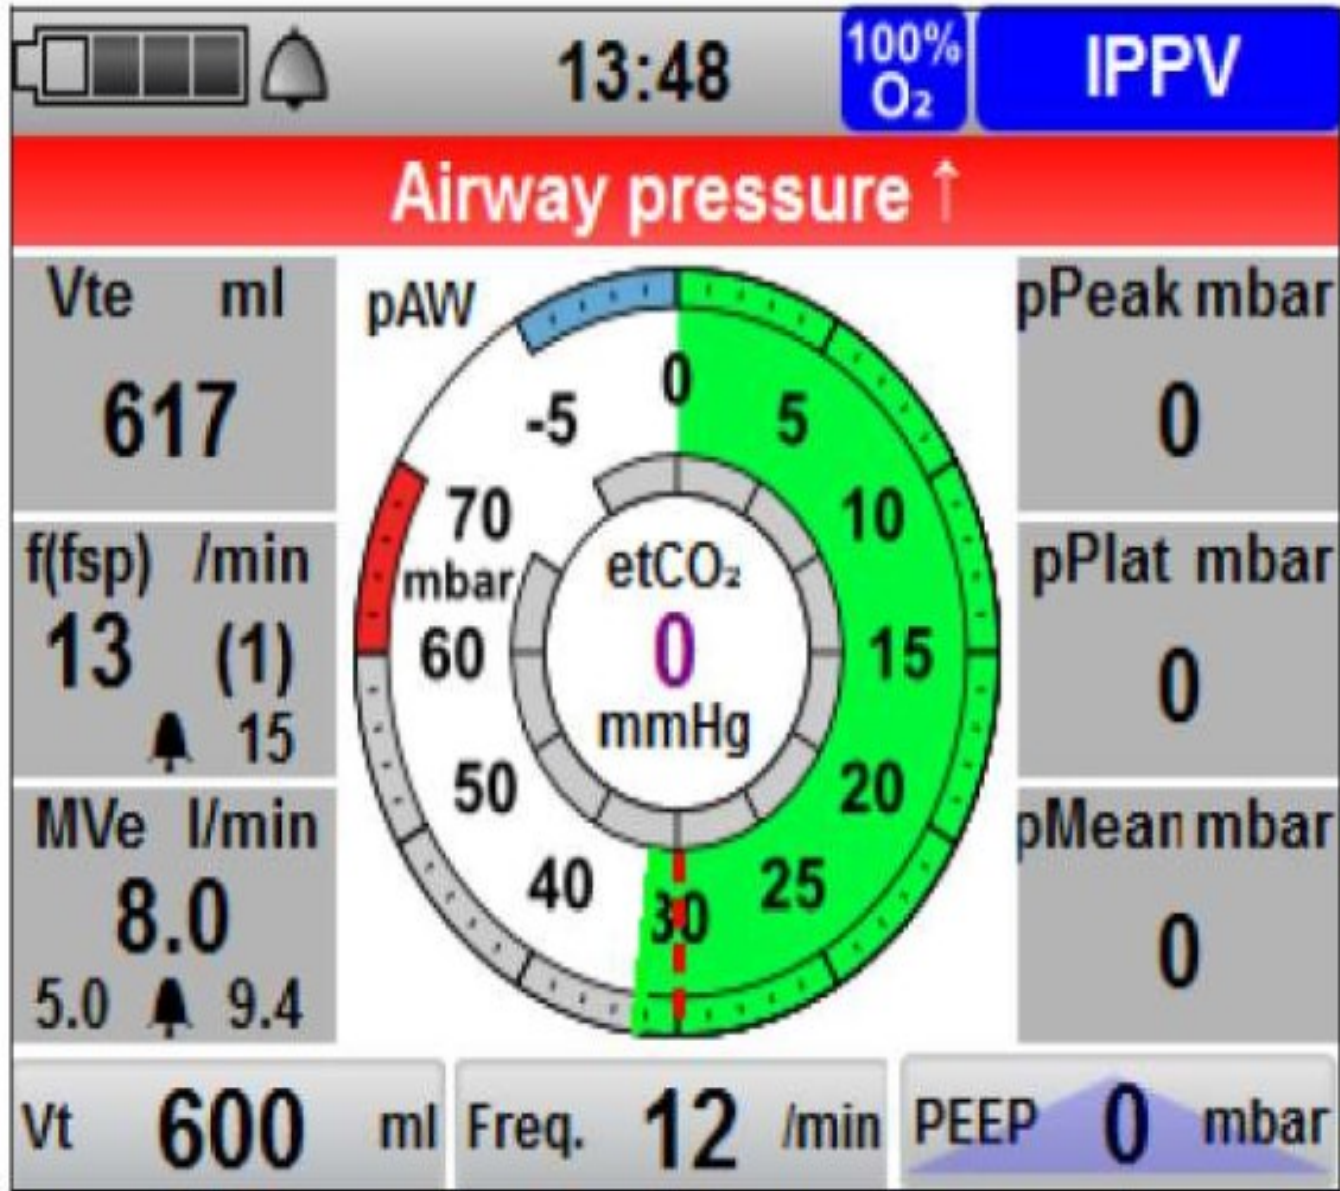 13:48 100% O₂ IPPV
Airway pressure ↑
Vte ml
617
f(fsp) /min
13 (1)
15
MVe l/min
8.0
5.0 9.4
pAW
0
5
10
15
20
25
30
40
50
60
mbar
70
-5
etCO₂
0
mmHg
pPeak mbar
0
pPlat mbar
0
pMean mbar
0
Vt 600 ml Freq. 12 /min PEEP 0 mbar